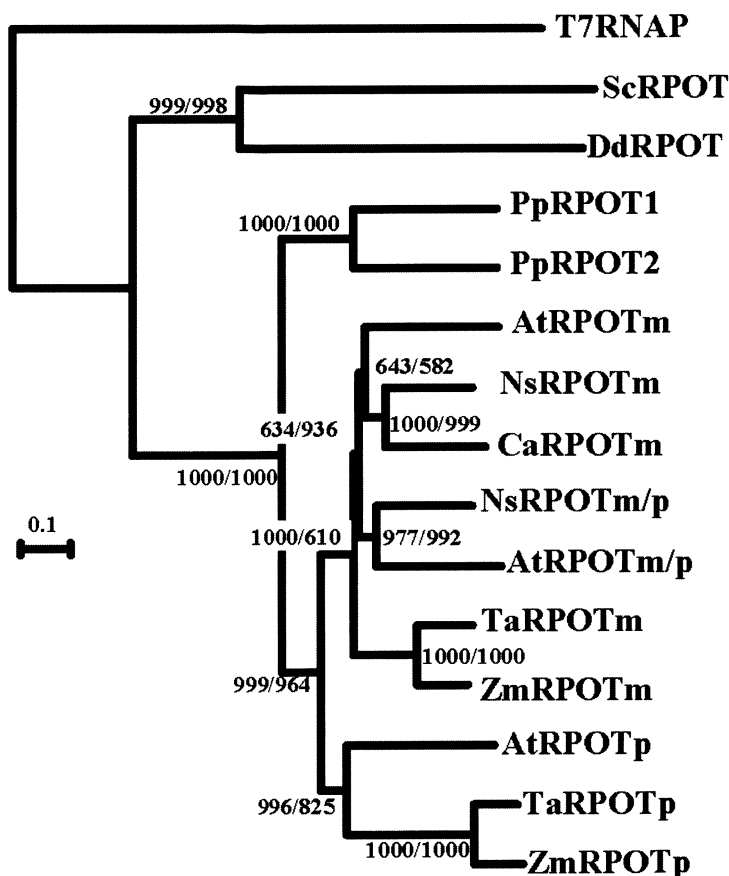 T7RNAP
ScRPOT
999/998
DdRPOT
PpRPOT1
1000/1000
PpRPOT2
AtRPOTm
643/582
NsRPOTm
1000/999
634/936
CaRPOTm
1000/1000
NsRPOTm/p
0.1
1000/610
977/992
AtRPOTm/p
TaRPOTm
1000/1000
999/964
ZmRPOTm
AtRPOTp
996/825
TaRPOTp
1000/1000
ZmRPOTp